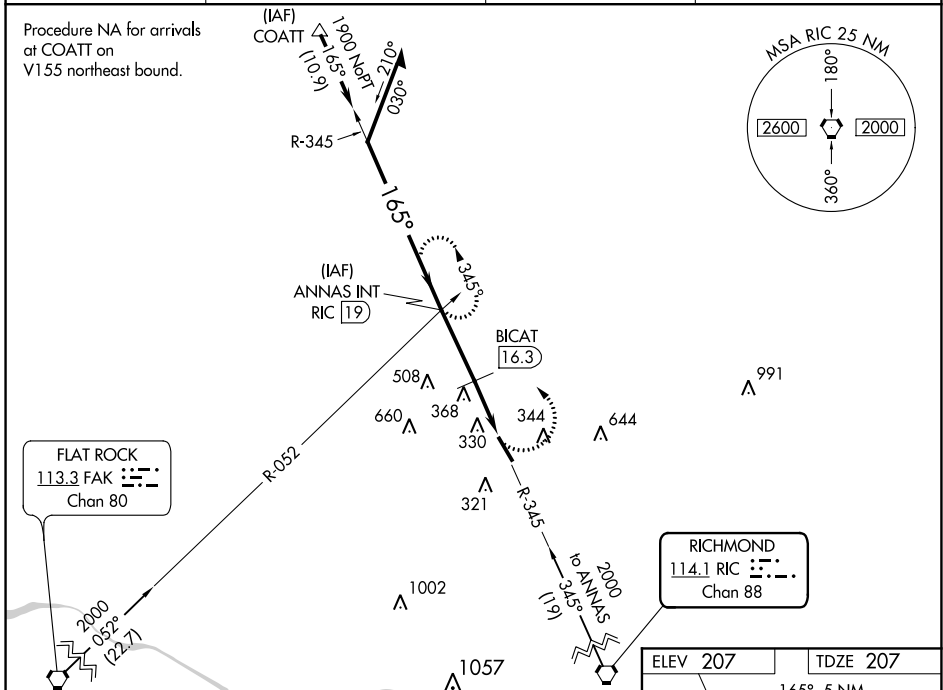 Procedure NA for arrivals
at COATT on
V155 northeast bound.
(IAF)
COATT
1900 NoPT
165°
(10.9)
210°
030°
R-345
165°
MSA RIC 25 NM
180°
2600
2000
360°
(IAF)
ANNAS INT
RIC 19
345°
BICAT
16.3
508
368
660
330
344
644
991
321
R-052
R-345
FLAT ROCK
113.3 FAK
Chan 80
RICHMOND
114.1 RIC
Chan 88
2000
to ANNAS
345°
(19)
2000
052°
(22.7)
1002
1057
ELEV 207
TDZE 207
165° 5 NM